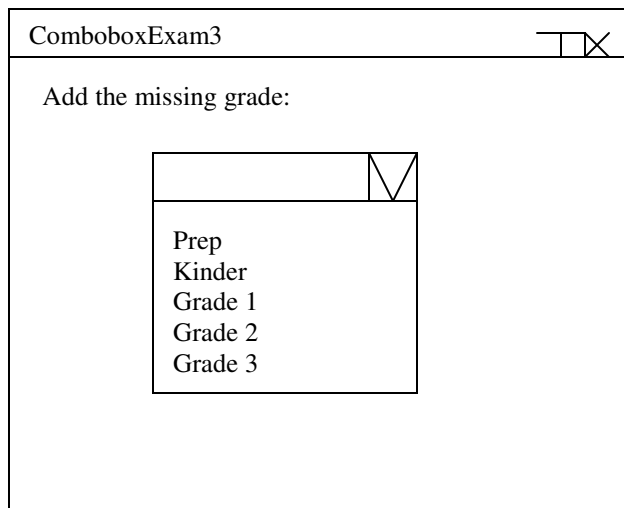 ComboboxExam3
Add the missing grade:
Prep
Kinder
Grade 1
Grade 2
Grade 3